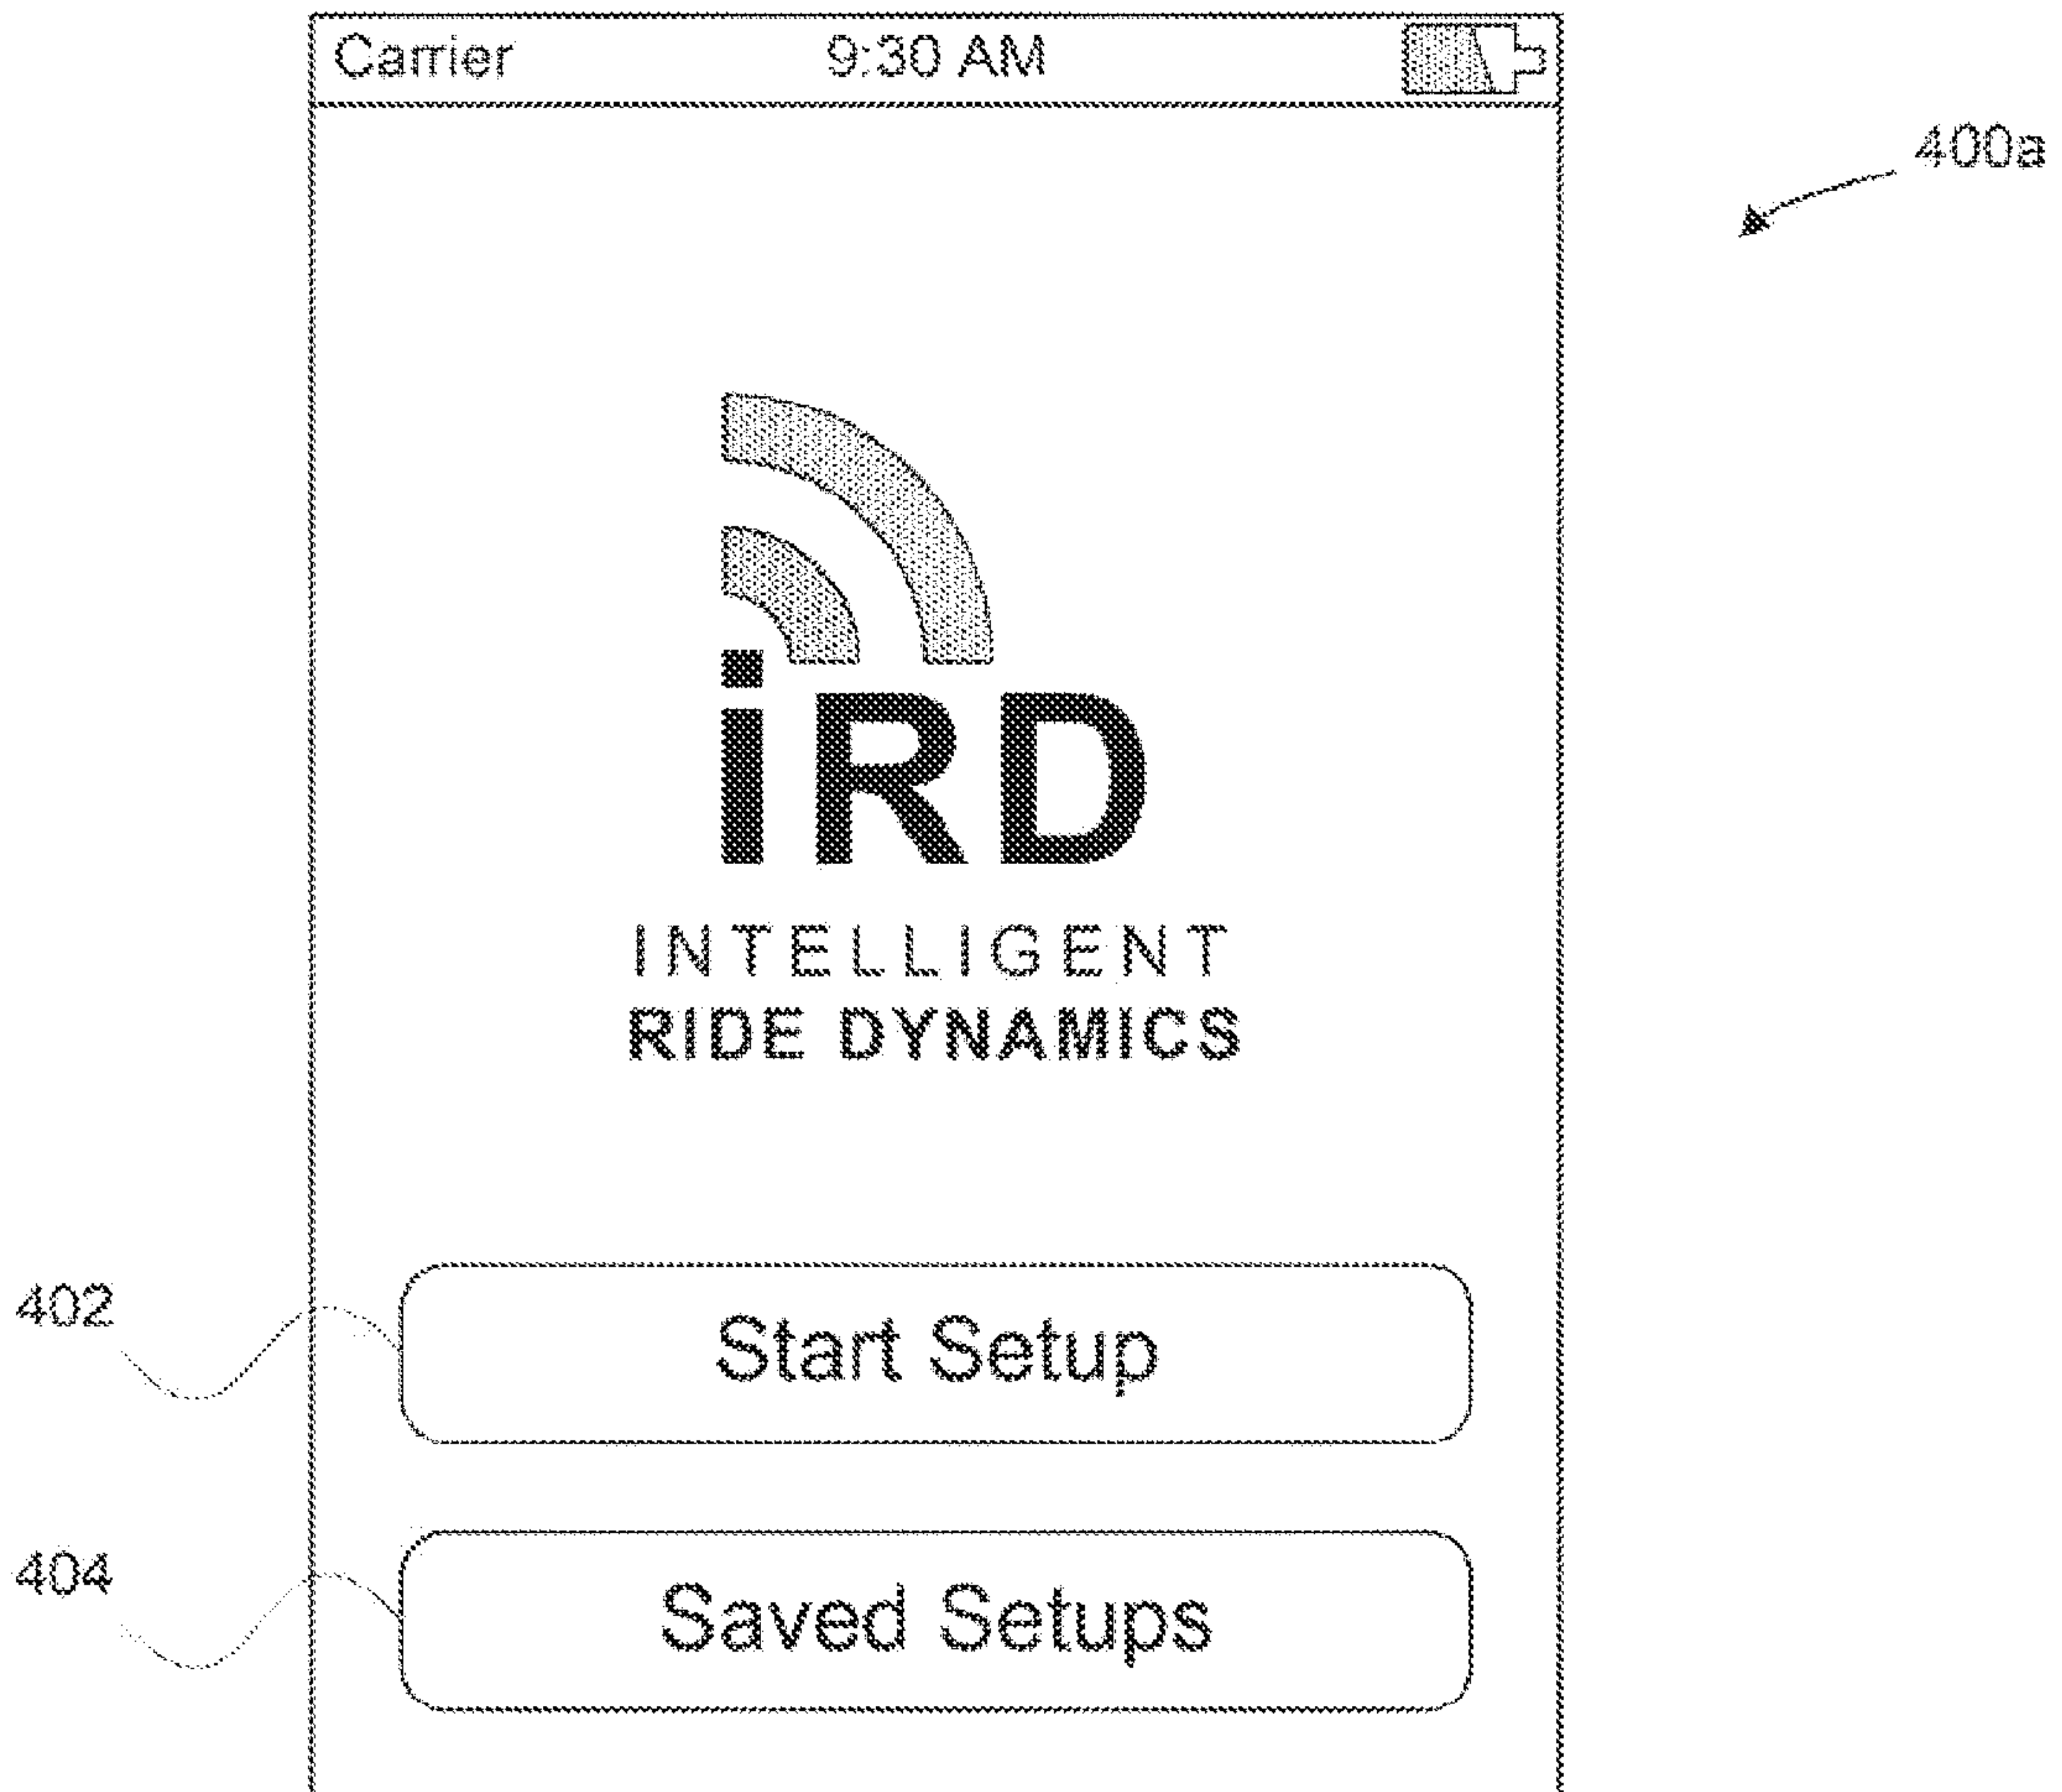 Carrier 9:30 AM
400a
iRD
INTELLIGENT
RIDE DYNAMICS
402
Start Setup
404
Saved Setups